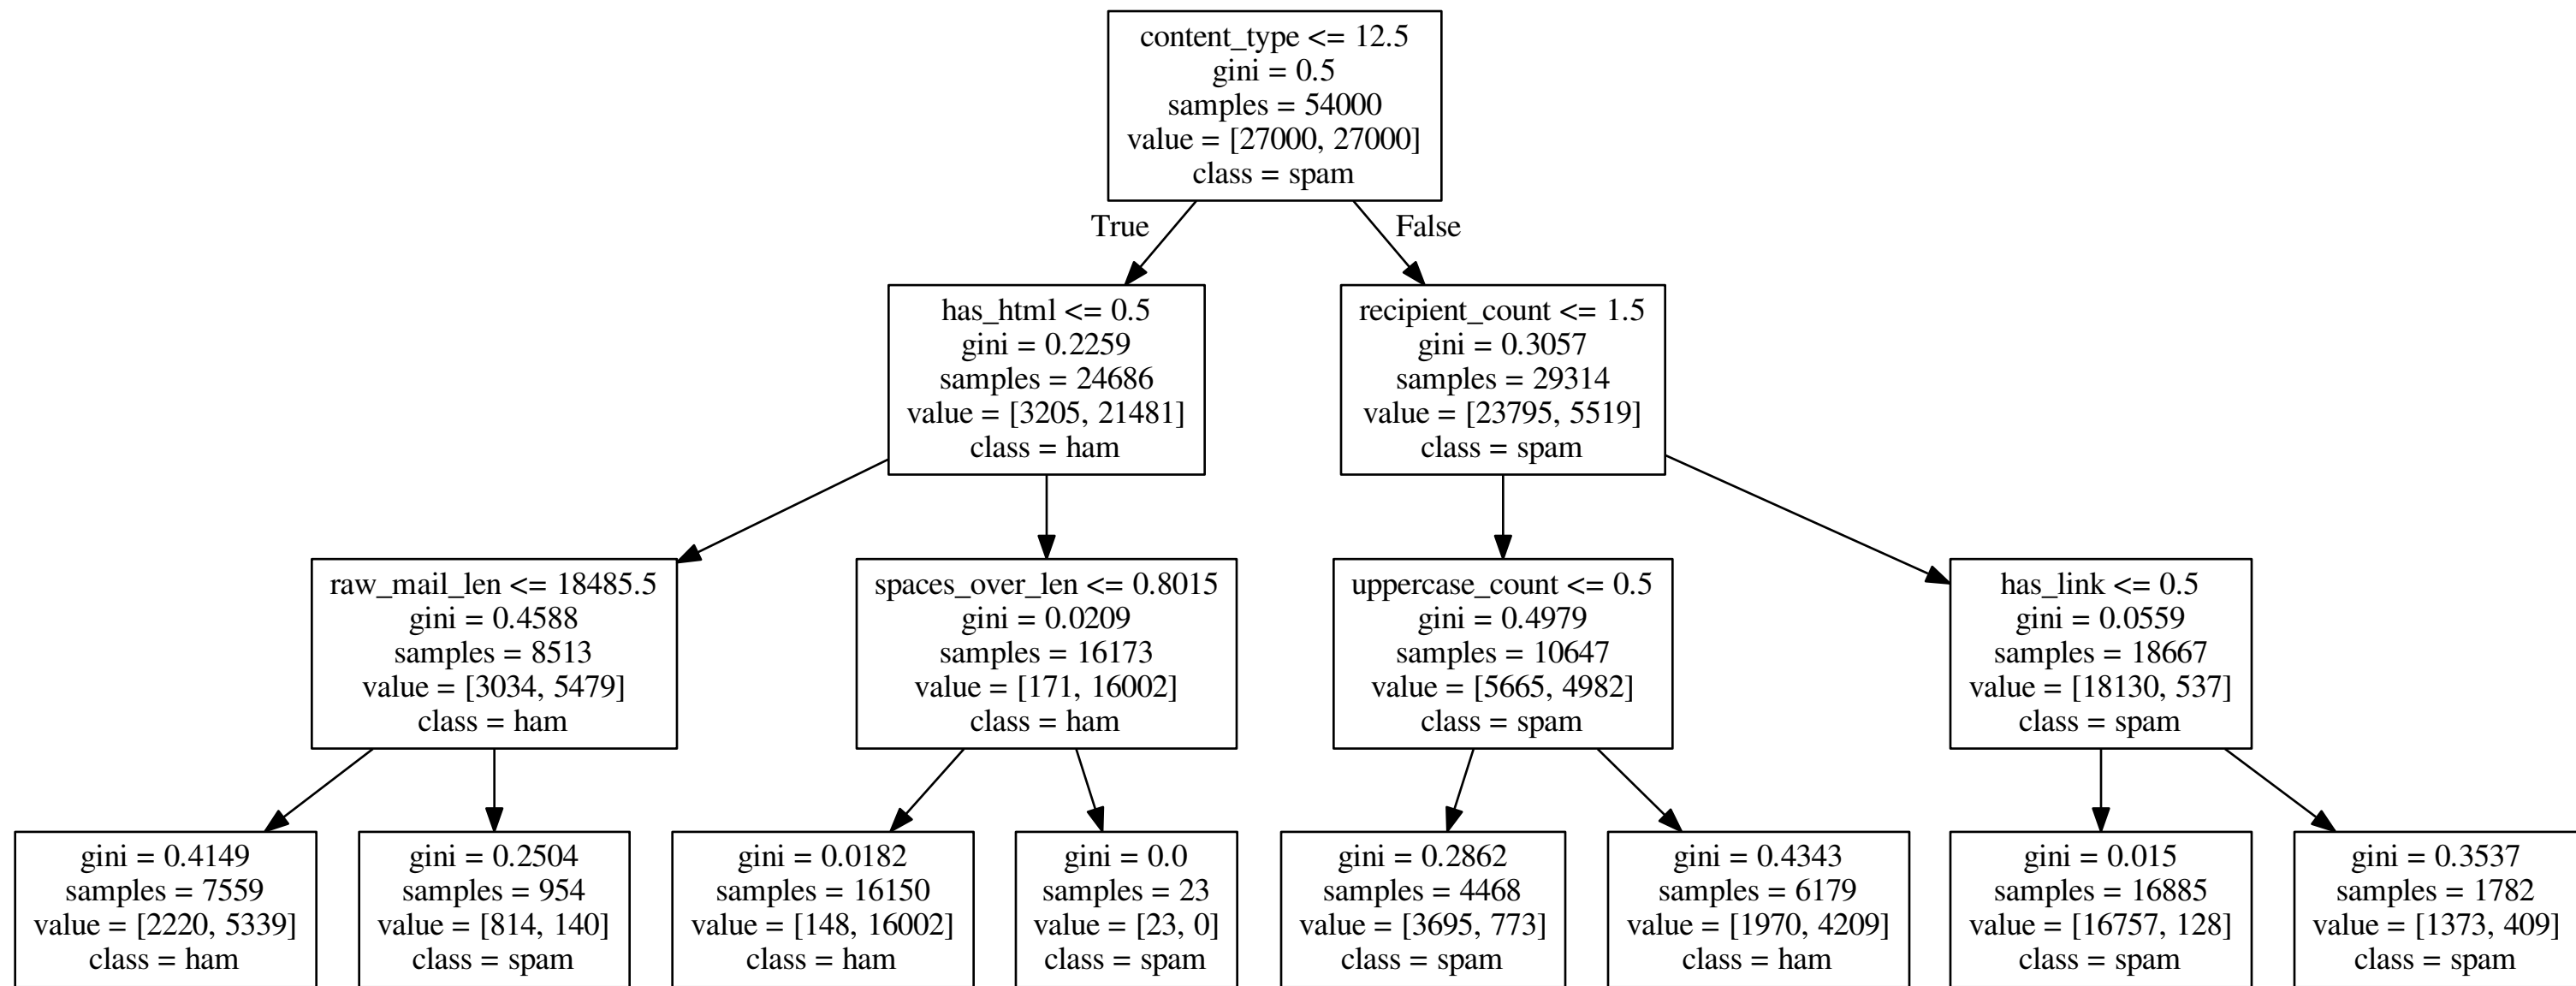 content_type <= 12.5
gini = 0.5
samples = 54000
value = [27000, 27000]
class = spam
True
False
has_html <= 0.5
gini = 0.2259
samples = 24686
value = [3205, 21481]
class = ham
recipient_count <= 1.5
gini = 0.3057
samples = 29314
value = [23795, 5519]
class = spam
raw_mail_len <= 18485.5
gini = 0.4588
samples = 8513
value = [3034, 5479]
class = ham
spaces_over_len <= 0.8015
gini = 0.0209
samples = 16173
value = [171, 16002]
class = ham
uppercase_count <= 0.5
gini = 0.4979
samples = 10647
value = [5665, 4982]
class = spam
has_link <= 0.5
gini = 0.0559
samples = 18667
value = [18130, 537]
class = spam
gini = 0.4149
samples = 7559
value = [2220, 5339]
class = ham
gini = 0.2504
samples = 954
value = [814, 140]
class = spam
gini = 0.0182
samples = 16150
value = [148, 16002]
class = ham
gini = 0.0
samples = 23
value = [23, 0]
class = spam
gini = 0.2862
samples = 4468
value = [3695, 773]
class = spam
gini = 0.4343
samples = 6179
value = [1970, 4209]
class = ham
gini = 0.015
samples = 16885
value = [16757, 128]
class = spam
gini = 0.3537
samples = 1782
value = [1373, 409]
class = spam